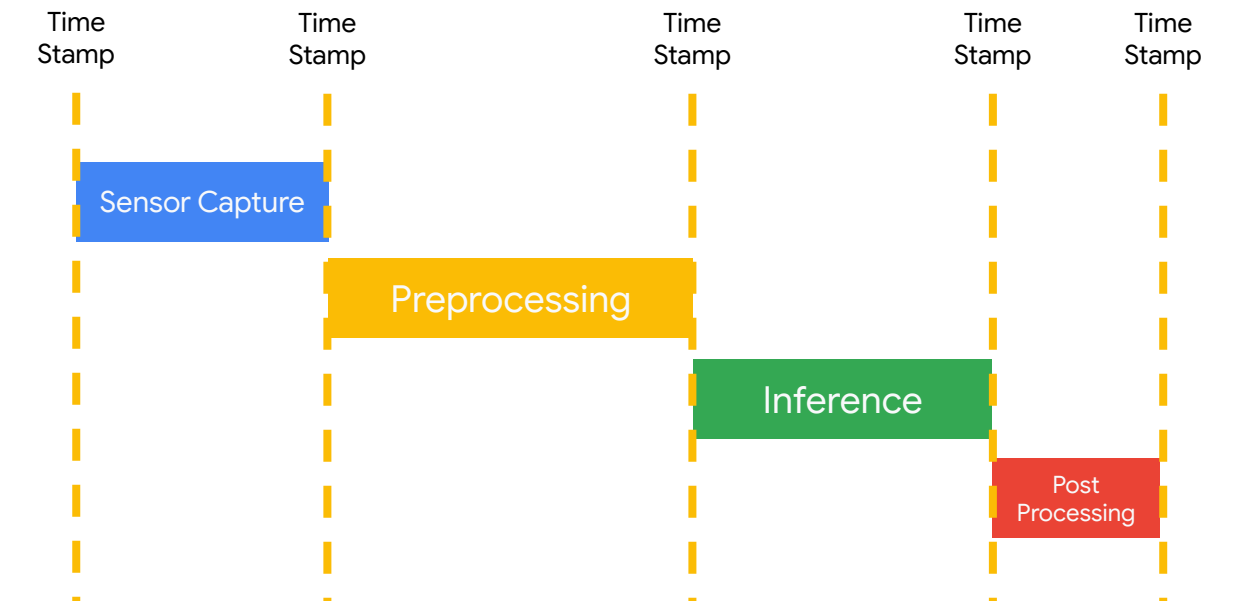 Time
Stamp
Time
Stamp
Time
Stamp
Time
Stamp
Time
Stamp
Sensor Capture
Preprocessing
Inference
Post
Processing